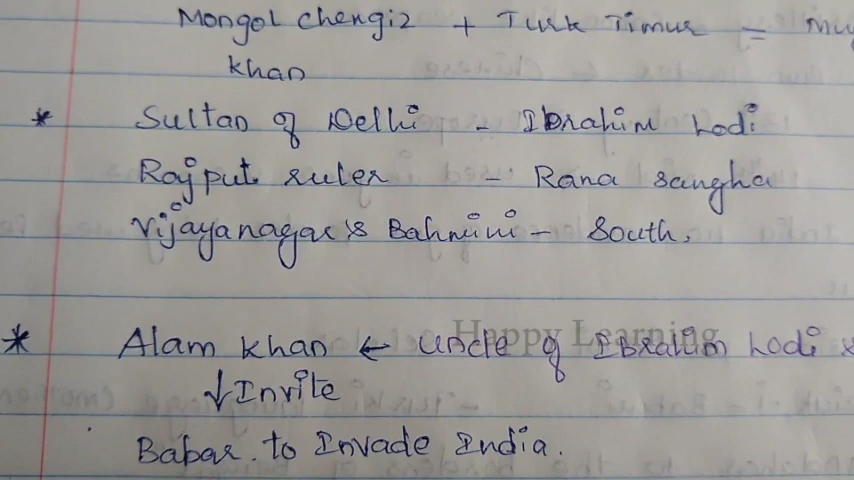 Mongol Chengiz + Turk Timur =
Khan
* Sultan of Delhi - Ibrahim Lodi
Rajput ruler - Rana Sangha
Vijayanagar & Bahmini - South.
Happy Learning
* Alam Khan ← uncle of Ibrahim Lodi
↓ Invite
Babar. to Invade India.